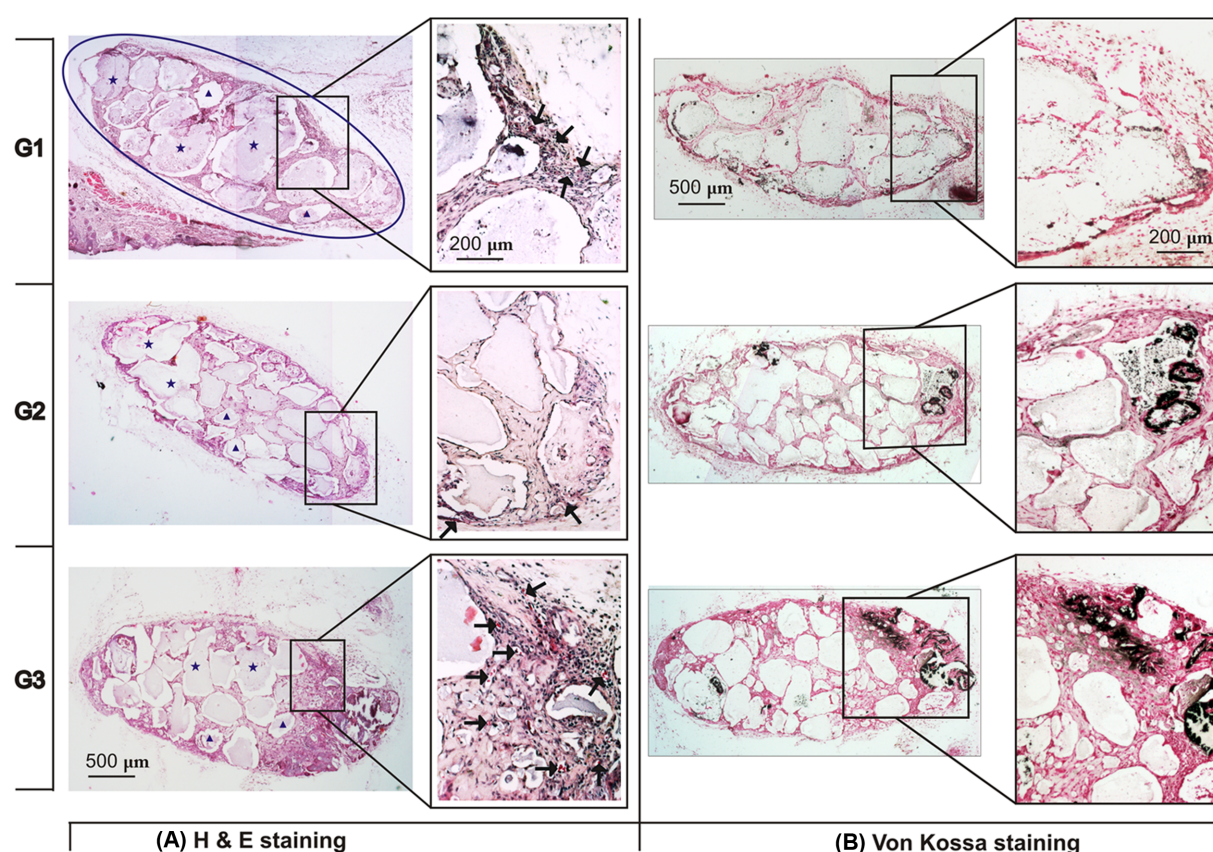 G1
200 µm
500 µm
200 µm
G2
G3
500 µm
(A) H & E staining
(B) Von Kossa staining